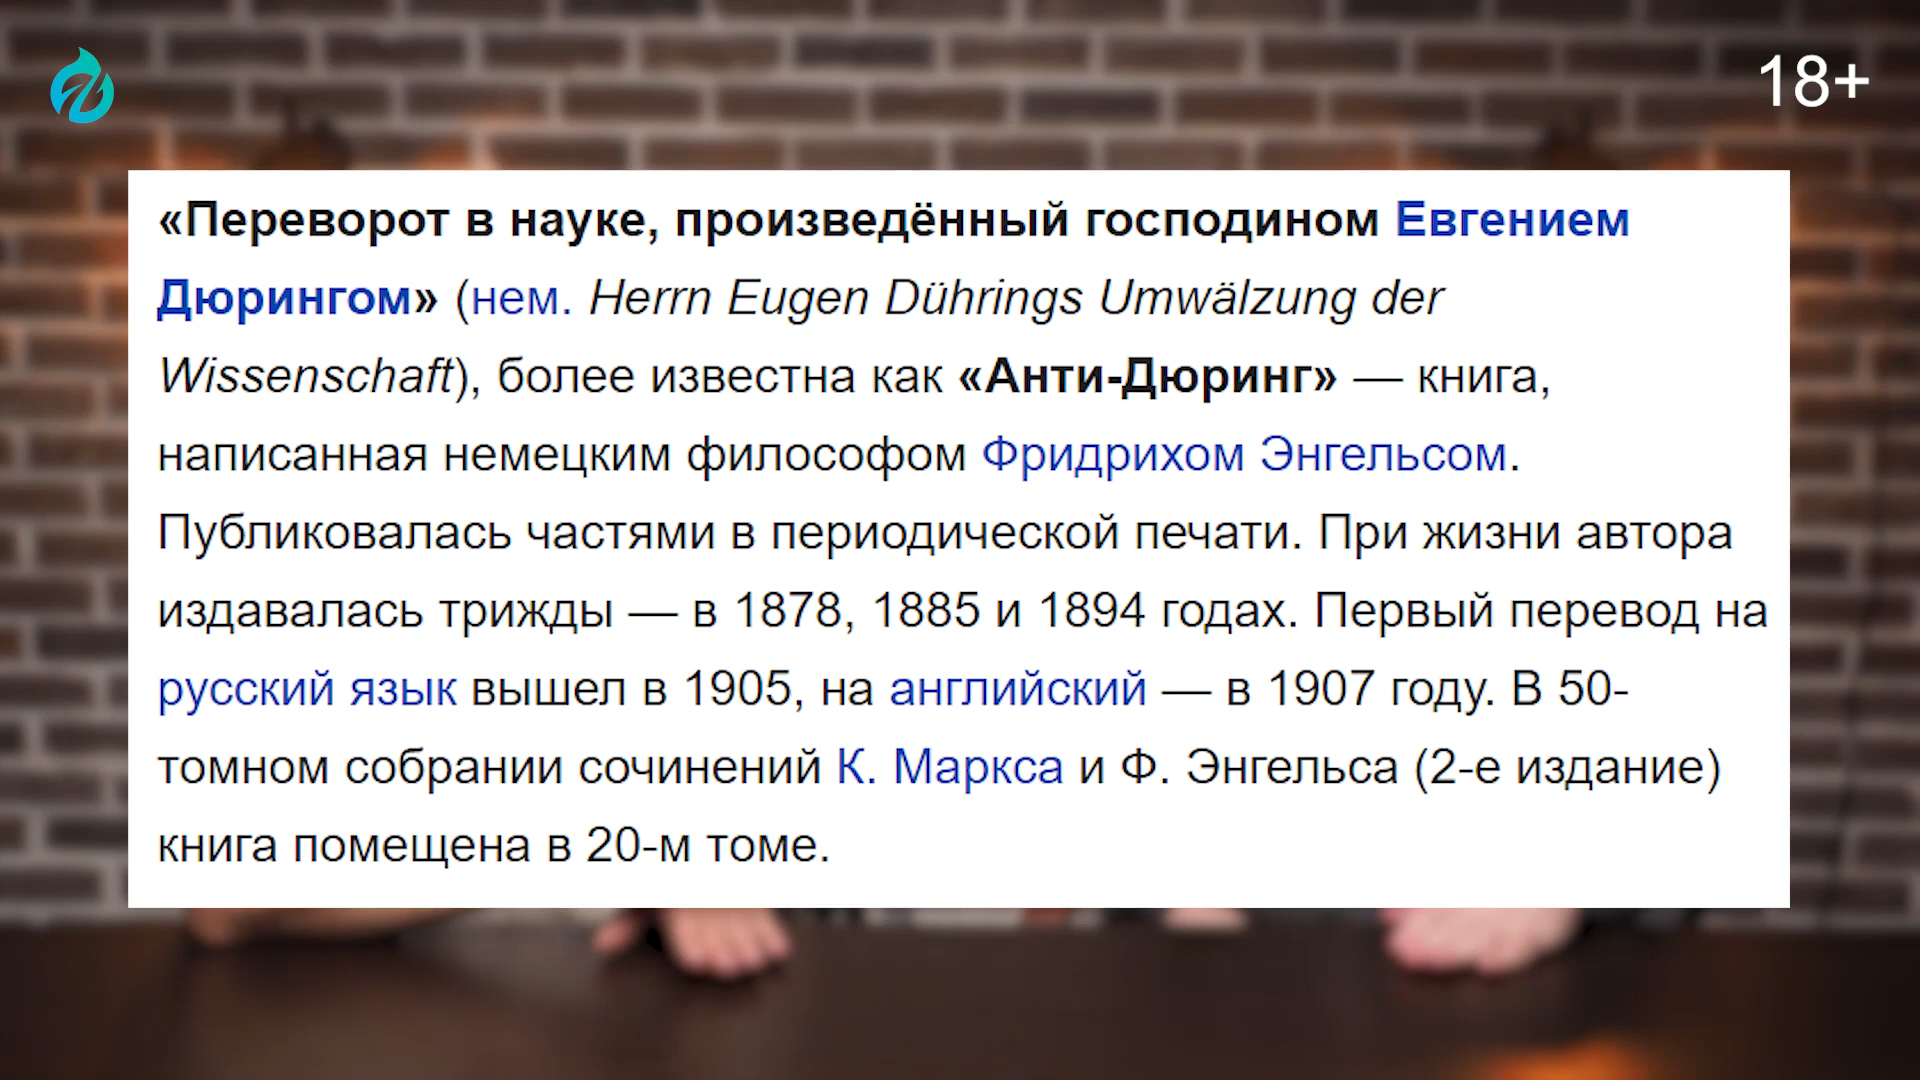 18+
«Переворот в науке, произведённый господином Евгением
Дюрингом» (нем. Herrn Eugen Dührings Umwälzung der
Wissenschaft), более известна как «Анти-Дюринг» — книга,
написанная немецким философом Фридрихом Энгельсом.
Публиковалась частями в периодической печати. При жизни автора
издавалась трижды — в 1878, 1885 и 1894 годах. Первый перевод на
русский язык вышел в 1905, на английский — в 1907 году. В 50-
томном собрании сочинений К. Маркса и Ф. Энгельса (2-е издание)
книга помещена в 20-м томе.